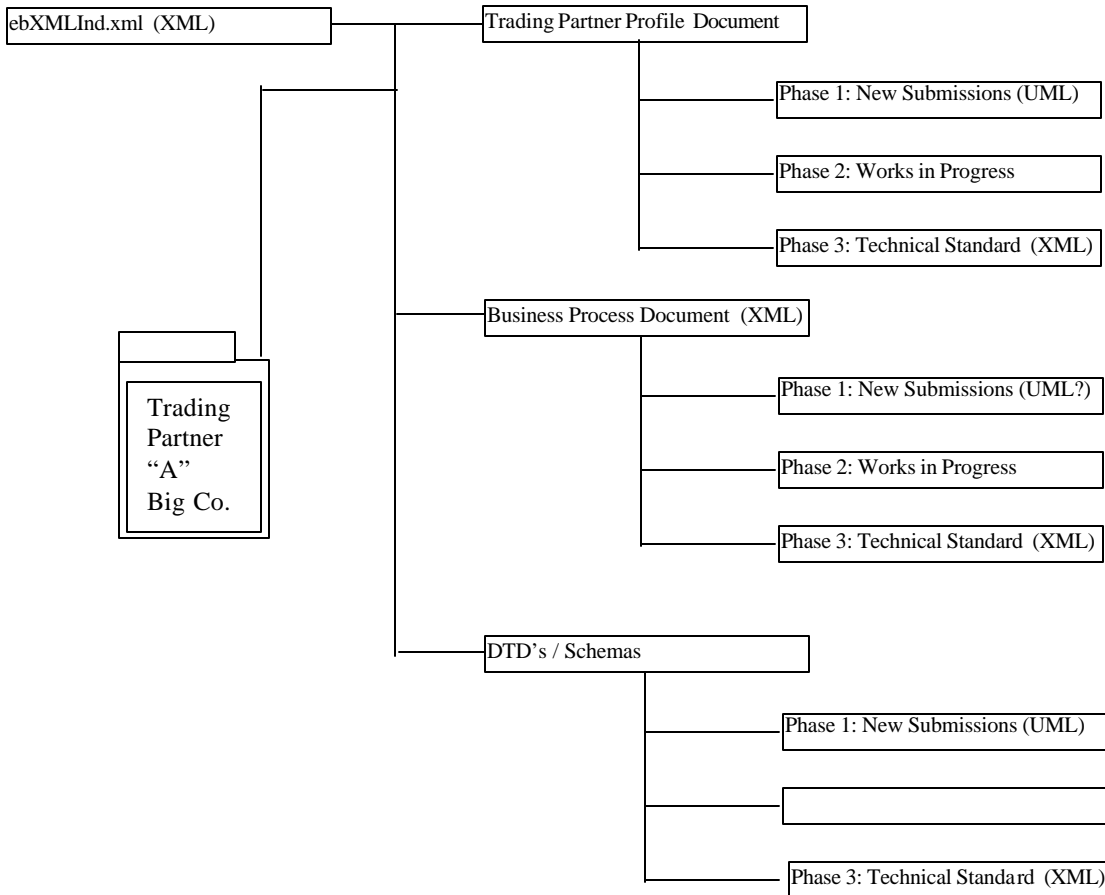 ebXMLInd.xml (XML)
Trading Partner Profile Document
Phase 1: New Submissions (UML)
Phase 2: Works in Progress
Phase 3: Technical Standard (XML)
Business Process Document (XML)
Phase 1: New Submissions (UML?)
Phase 2: Works in Progress
Phase 3: Technical Standard (XML)
Trading
Partner
“A”
Big Co.
DTD’s / Schemas
Phase 1: New Submissions (UML)
Phase 3: Technical Standard (XML)